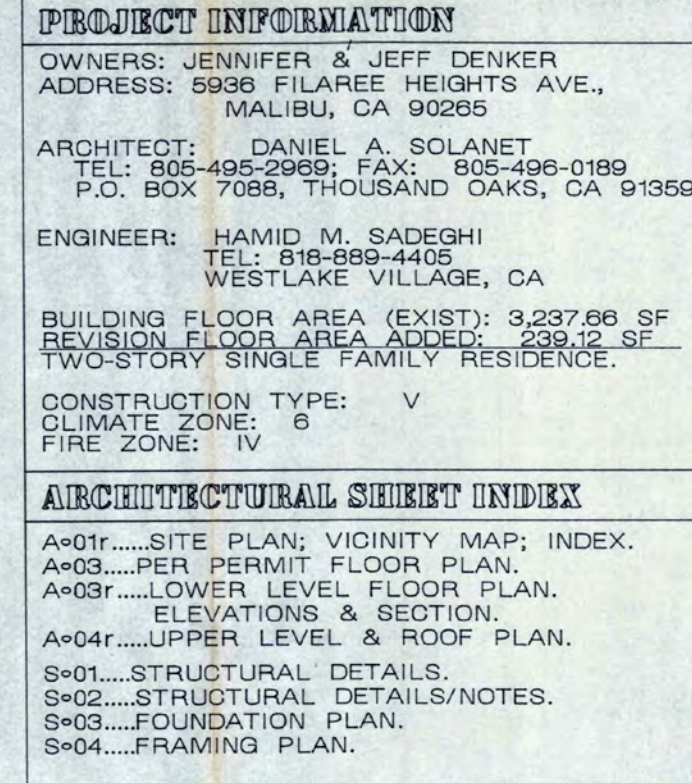 PROJECT INFORMATION
OWNERS: JENNIFER & JEFF DENKER
ADDRESS: 5936 FILAREE HEIGHTS AVE.,
MALIBU, CA 90265
ARCHITECT: DANIEL A. SOLANET
TEL: 805-495-2969; FAX: 805-496-0189
P.O. BOX 7088, THOUSAND OAKS, CA 91359
ENGINEER: HAMID M. SADEGHI
TEL: 818-889-4405
WESTLAKE VILLAGE, CA
BUILDING FLOOR AREA (EXIST): 3,237.66 SF
REVISION FLOOR AREA ADDED: 239.12 SF
TWO-STORY SINGLE FAMILY RESIDENCE.
CONSTRUCTION TYPE: V
CLIMATE ZONE: 6
FIRE ZONE: IV
ARCHITECTURAL SHEET INDEX
A∘01r......SITE PLAN; VICINITY MAP; INDEX.
A∘03.....PER PERMIT FLOOR PLAN.
A∘03r.....LOWER LEVEL FLOOR PLAN.
ELEVATIONS & SECTION.
A∘04r.....UPPER LEVEL & ROOF PLAN.
S∘01.....STRUCTURAL DETAILS.
S∘02.....STRUCTURAL DETAILS/NOTES.
S∘03.....FOUNDATION PLAN.
S∘04.....FRAMING PLAN.